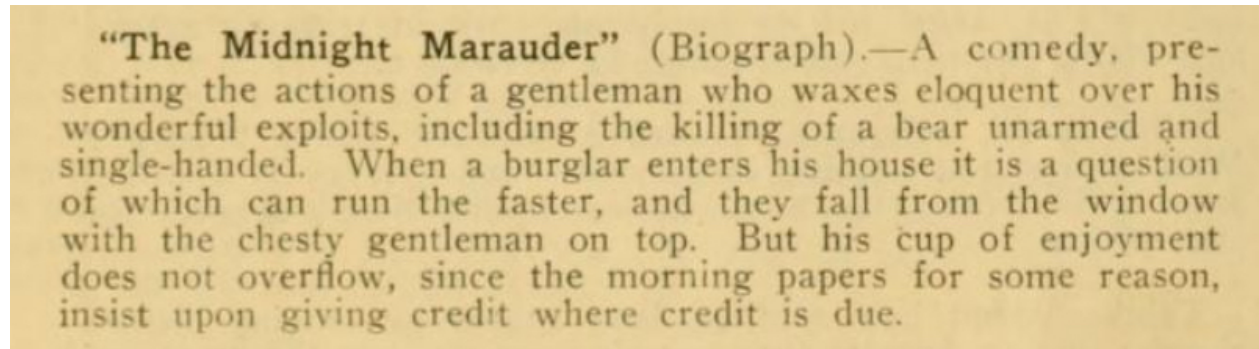 “The Midnight Marauder” (Biograph).—A comedy, pre-
senting the actions of a gentleman who waxes eloquent over his
wonderful exploits, including the killing of a bear unarmed and
single-handed. When a burglar enters his house it is a question
of which can run the faster, and they fall from the window
with the chesty gentleman on top. But his cup of enjoyment
does not overflow, since the morning papers for some reason,
insist upon giving credit where credit is due.